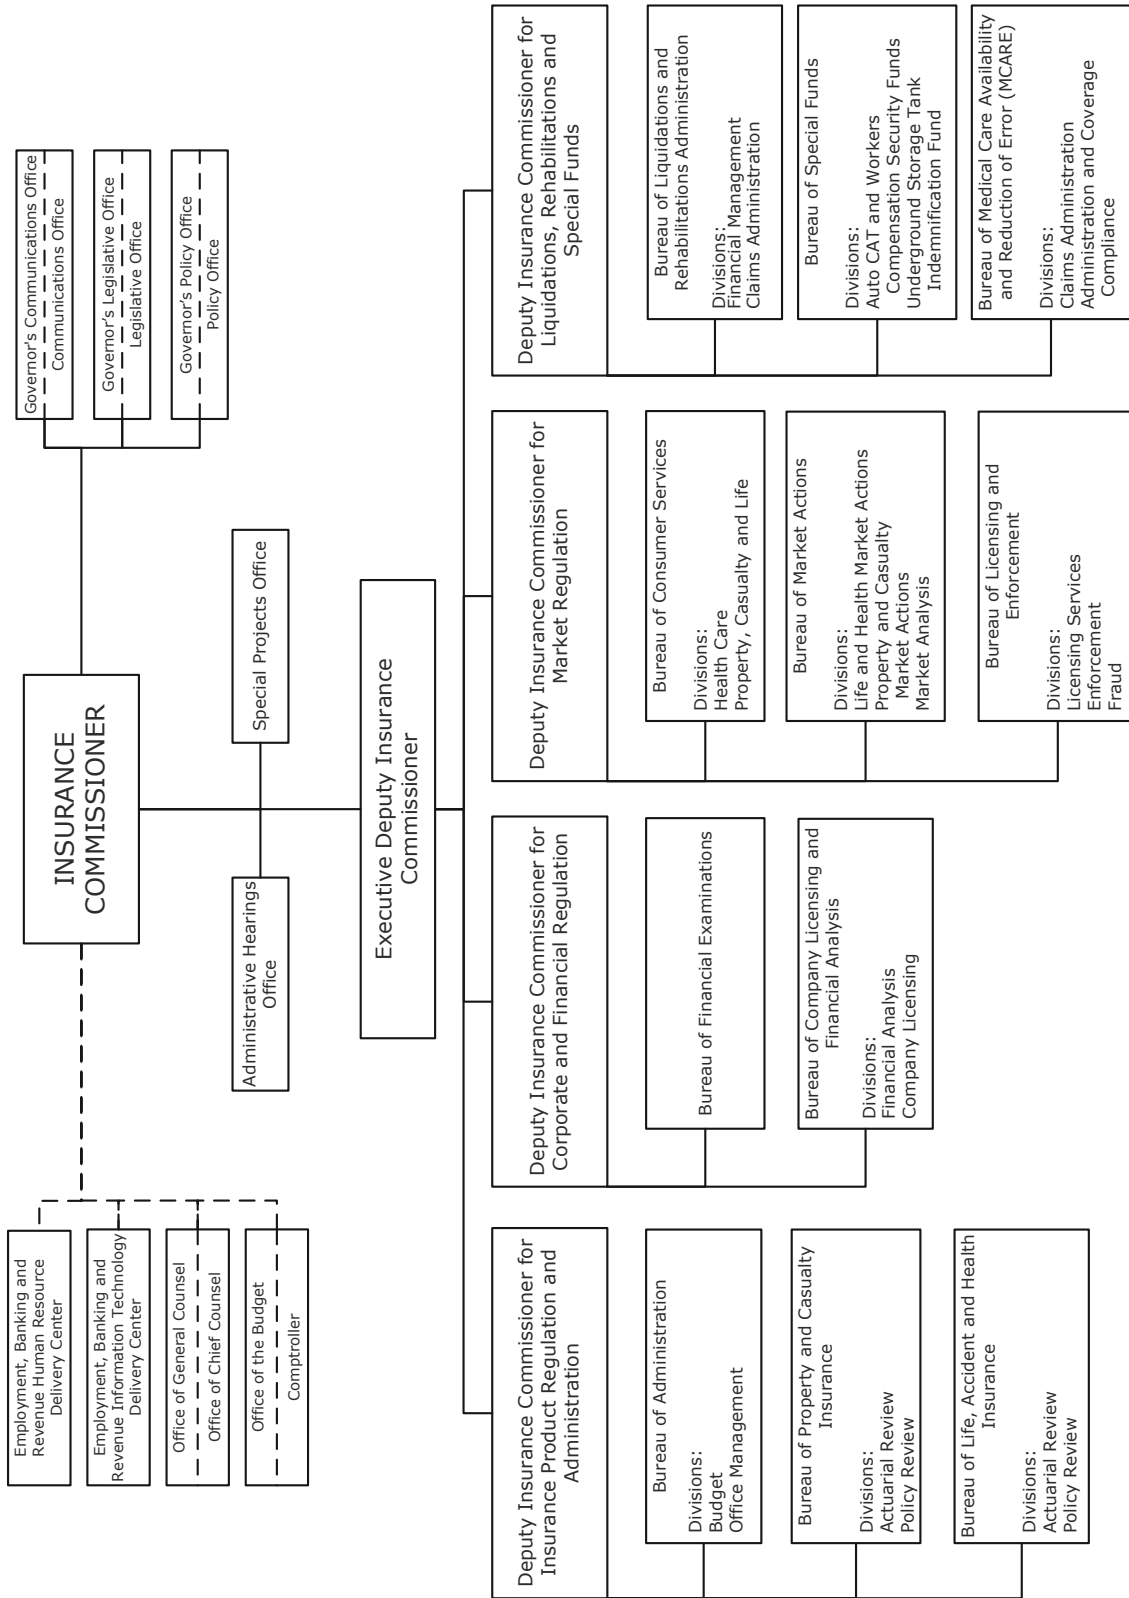 INSURANCE
COMMISSIONER
Employment, Banking and
Revenue Human Resource
Delivery Center
Employment, Banking and
Revenue Information Technology
Delivery Center
Office of General Counsel
Office of Chief Counsel
Office of the Budget
Comptroller
Governor's Communications Office
Communications Office
Governor's Legislative Office
Legislative Office
Governor's Policy Office
Policy Office
Administrative Hearings
Office
Special Projects Office
Executive Deputy Insurance
Commissioner
Deputy Insurance Commissioner for
Insurance Product Regulation and
Administration
Bureau of Administration
Divisions:
Budget
Office Management
Bureau of Property and Casualty
Insurance
Divisions:
Actuarial Review
Policy Review
Bureau of Life, Accident and Health
Insurance
Divisions:
Actuarial Review
Policy Review
Deputy Insurance Commissioner for
Corporate and Financial Regulation
Bureau of Financial Examinations
Bureau of Company Licensing and
Financial Analysis
Divisions:
Financial Analysis
Company Licensing
Deputy Insurance Commissioner for
Market Regulation
Bureau of Consumer Services
Divisions:
Health Care
Property, Casualty and Life
Bureau of Market Actions
Divisions:
Life and Health Market Actions
Property and Casualty
Market Actions
Market Analysis
Bureau of Licensing and
Enforcement
Divisions:
Licensing Services
Enforcement
Fraud
Deputy Insurance Commissioner for
Liquidations, Rehabilitations and
Special Funds
Bureau of Liquidations and
Rehabilitations Administration
Divisions:
Financial Management
Claims Administration
Bureau of Special Funds
Divisions:
Auto CAT and Workers
Compensation Security Funds
Underground Storage Tank
Indemnification Fund
Bureau of Medical Care Availability
and Reduction of Error (MCARE)
Divisions:
Claims Administration
Administration and Coverage
Compliance